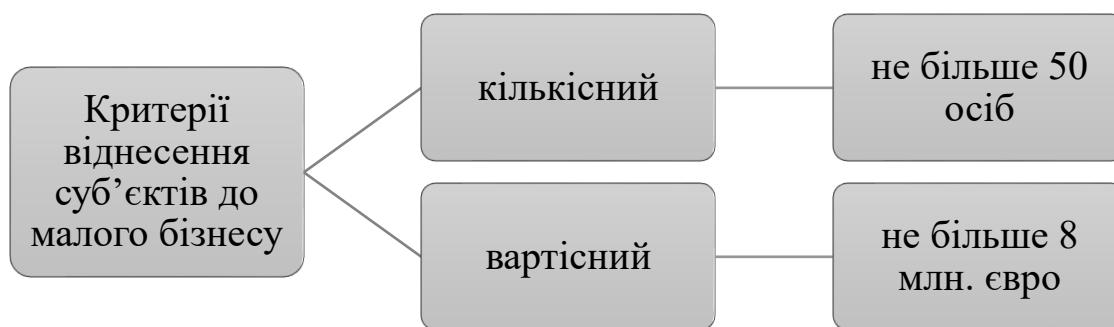 Критерії
віднесення
суб’єктів до
малого бізнесу
кількісний
не більше 50
осіб
вартісний
не більше 8
млн. євро